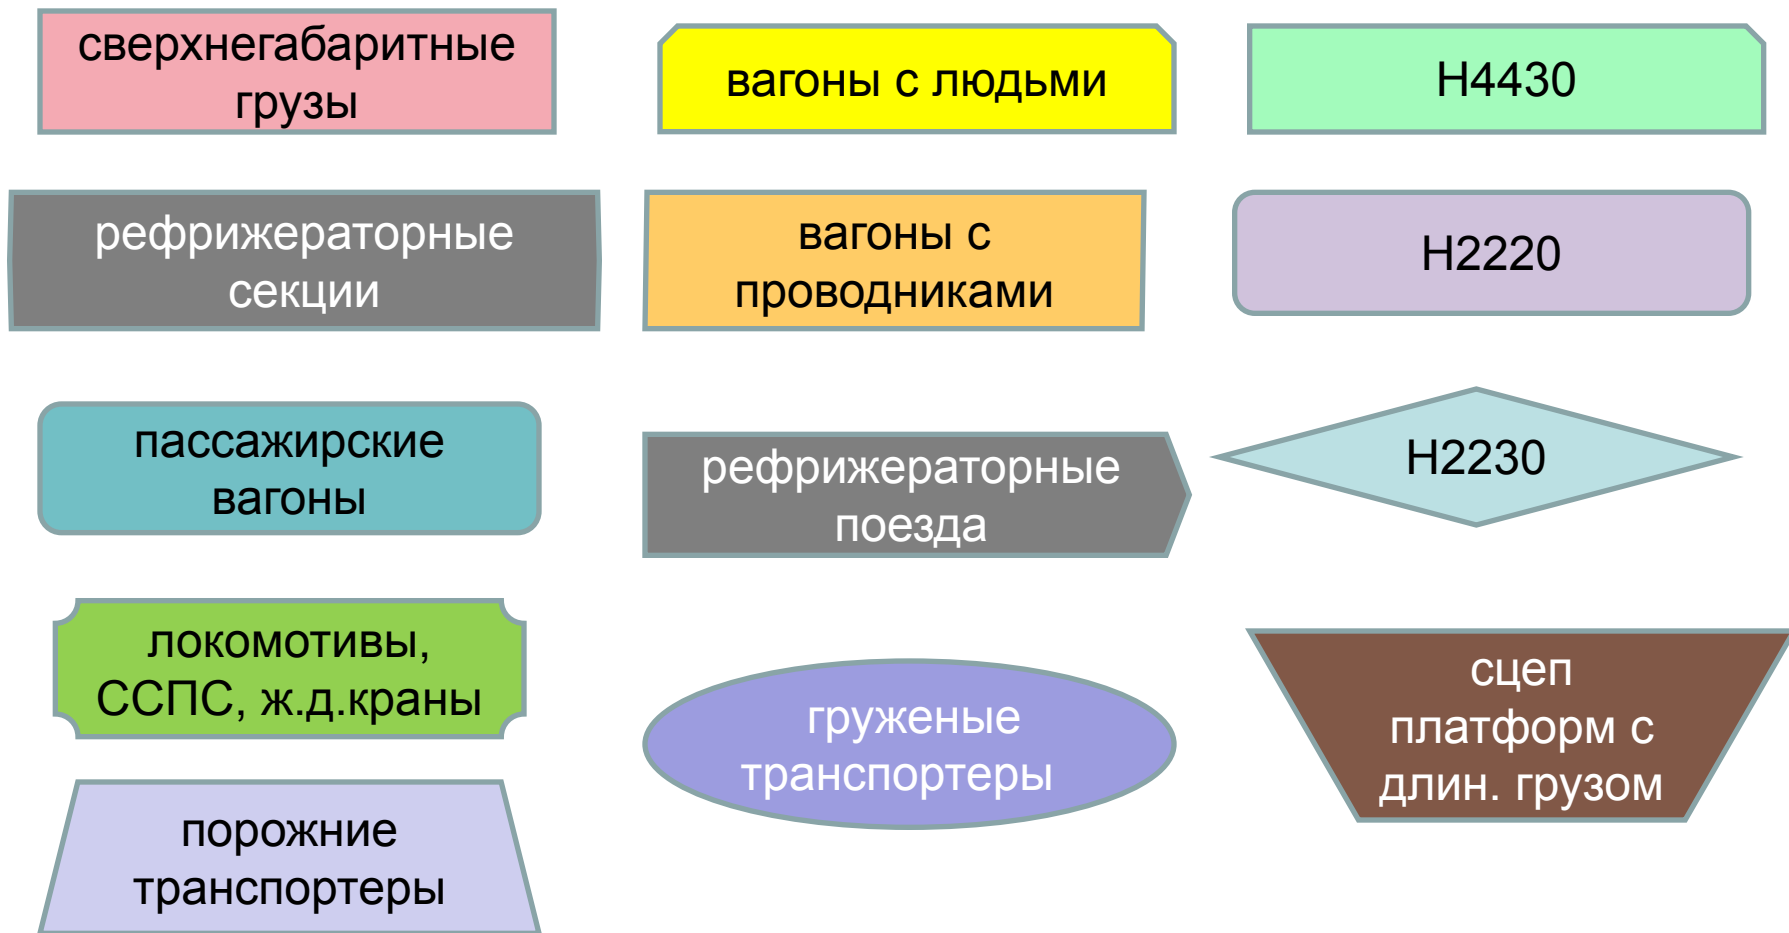 сверхнегабаритные
грузы
вагоны с людьми
Н4430
рефрижераторные
секции
вагоны с
проводниками
Н2220
пассажирские
вагоны
рефрижераторные
поезда
Н2230
локомотивы,
ССПС, ж.д.краны
груженые
транспортеры
сцеп
платформ с
длин. грузом
порожние
транспортеры